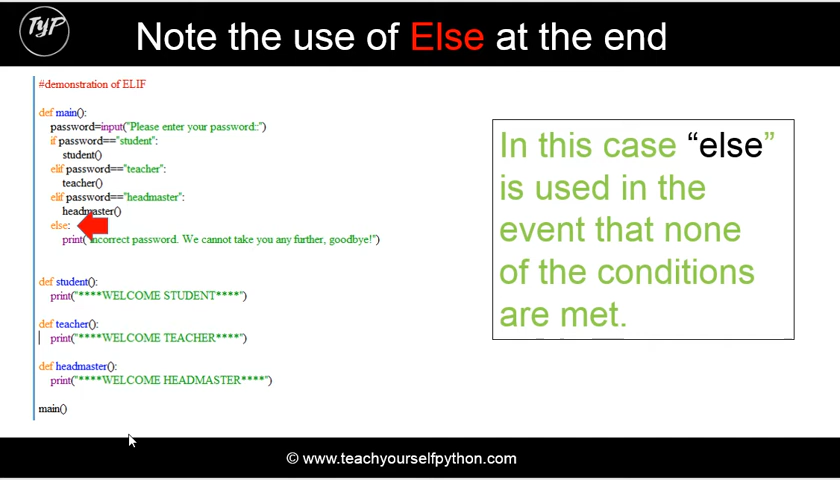 TYP
Note the use of Else at the end
#demonstration of ELIF
def main():
password=input("Please enter your password::")
if password=="student":
student()
elif password=="teacher":
teacher()
elif password=="headmaster":
headmaster()
else:
print("Incorrect password. We cannot take you any further, goodbye!")
def student():
print("****WELCOME STUDENT****")
def teacher():
print("****WELCOME TEACHER****")
def headmaster():
print("****WELCOME HEADMASTER****")
main()
In this case “else”
is used in the
event that none
of the conditions
are met.
© www.teachyourselfpython.com